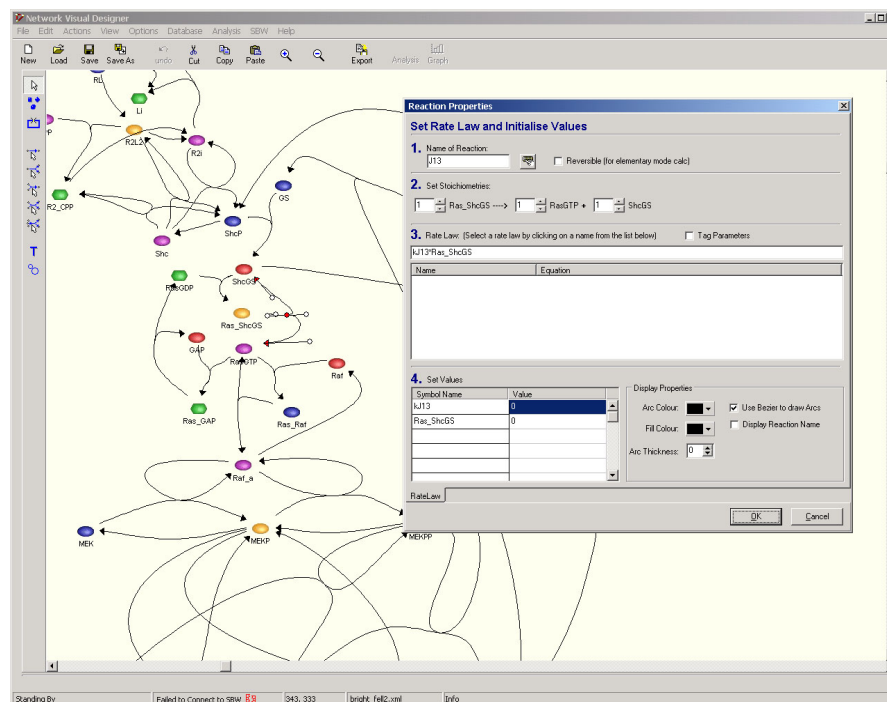 Network Visual Designer
File Edit Actions View Options Database Analysis SBW Help
New Load Save Save As undo Cut Copy Paste Export Analysis Graph
RL
Li
R2L2
R2i
R2_CPP
GS
ShcP
Shc
RasGDP
ShcGS
Ras_ShcGS
GAP
RasGTP
Raf
Ras_GAP
Ras_Raf
Raf_a
MEK
MEKP
MEKPP
Reaction Properties
Set Rate Law and Initialise Values
1. Name of Reaction:
J13
Reversible (for elementary mode calc)
2. Set Stoichiometries:
1 Ras_ShcGS ----> 1 RasGTP + 1 ShcGS
3. Rate Law: (Select a rate law by clicking on a name from the list below) Tag Parameters
kJ13*Ras_ShcGS
Name Equation
4. Set Values
Symbol Name Value
kJ13 0
Ras_ShcGS 0
Display Properties
Arc Colour: Use Bezier to draw Arcs
Fill Colour: Display Reaction Name
Arc Thickness: 0
RateLaw
OK Cancel
Standing By Failed to Connect to SBW 343, 333 bright_fell2.xml Info